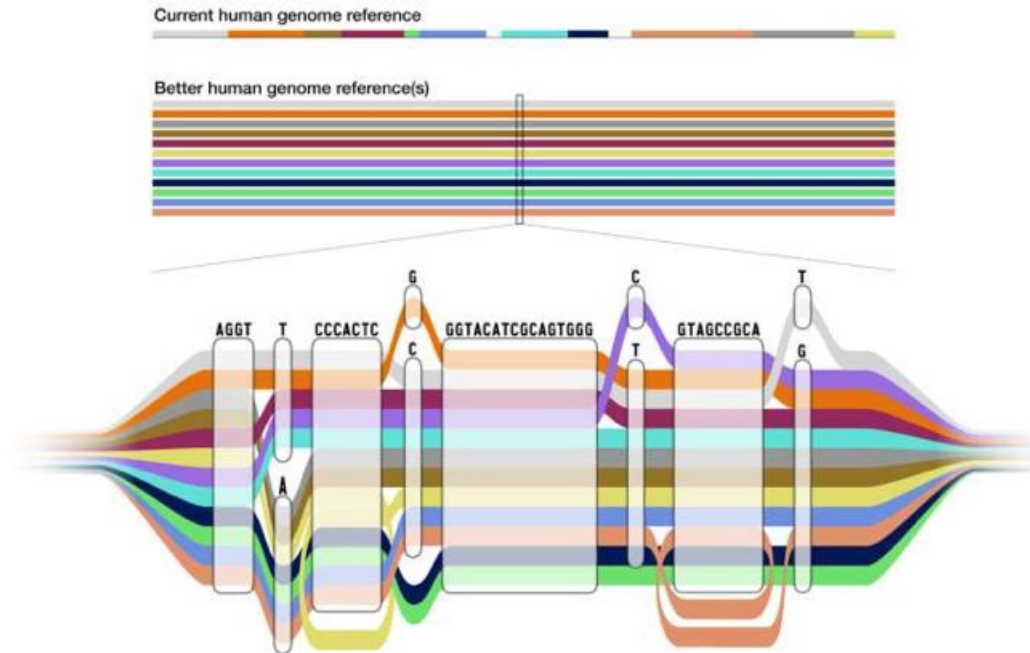 Current human genome reference
Better human genome reference(s)
G
C
T
AGGT T CCCACTC GGTACATCGCAGTGGG GTAGCCGCA
C
T
G
A